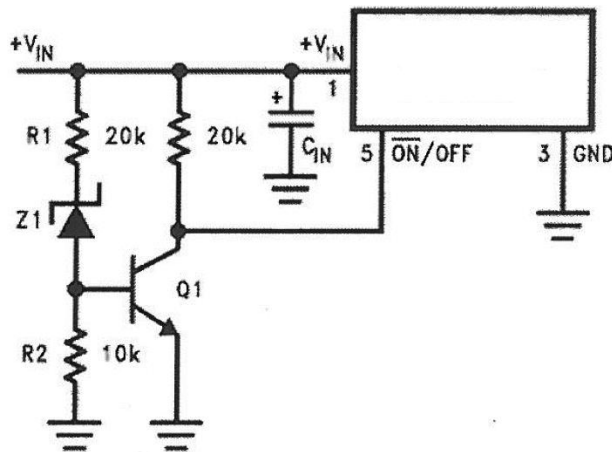 +VIN
+VIN
1
R1
20k
20k
+
CIN
5
ON/OFF
3
GND
Z1
Q1
R2
10k